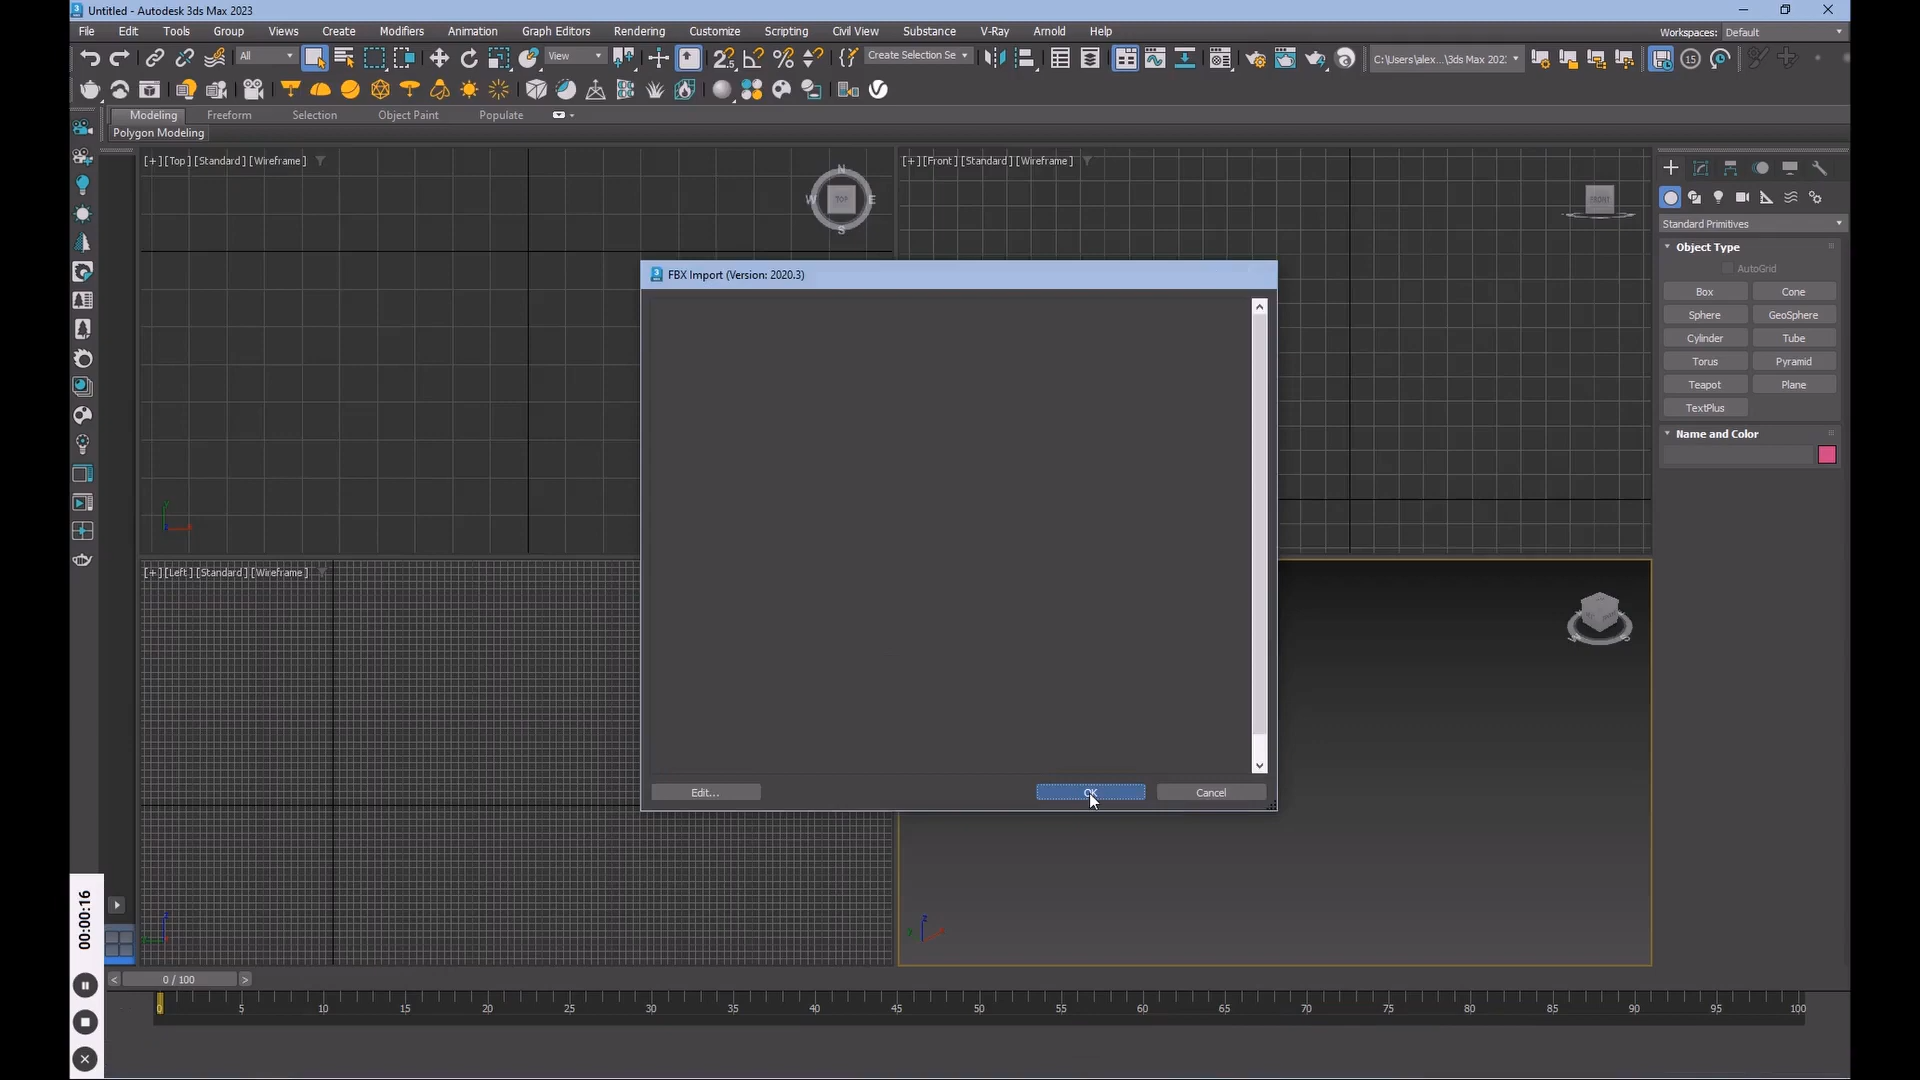 Untitled - Autodesk 3ds Max 2023
File Edit Tools Group Views Create Modifiers Animation Graph Editors Rendering Customize Scripting Civil View Substance V-Ray Arnold Help
Workspaces: Default
All View Create Selection Se C:\Users\alex...\3ds Max 202: 15
Modeling Freeform Selection Object Paint Populate
Polygon Modeling
[+] [Top] [Standard] [Wireframe]
[+] [Front] [Standard] [Wireframe]
N
W TOP E
S
FRONT
Standard Primitives
Object Type
AutoGrid
Box Cone
Sphere GeoSphere
Cylinder Tube
Torus Pyramid
Teapot Plane
TextPlus
Name and Color
FBX Import (Version: 2020.3)
Edit... OK Cancel
[+] [Left] [Standard] [Wireframe]
00:00:16
< 0 / 100 >
0 5 10 15 20 25 30 35 40 45 50 55 60 65 70 75 80 85 90 95 100